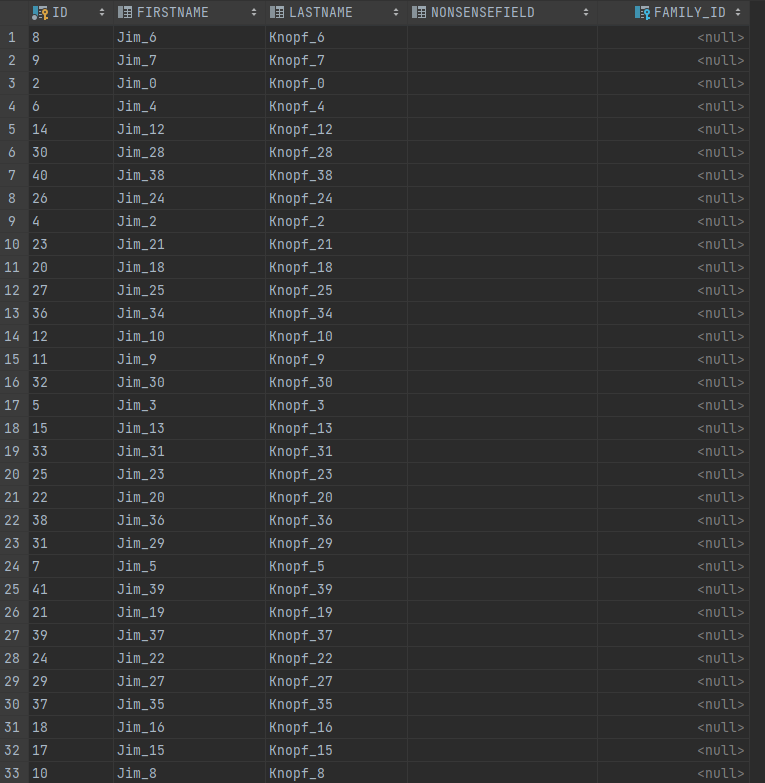 ID FIRSTNAME LASTNAME NONSENSEFIELD FAMILY_ID
1 8 Jim_6 Knopf_6 <null>
2 9 Jim_7 Knopf_7 <null>
3 2 Jim_0 Knopf_0 <null>
4 6 Jim_4 Knopf_4 <null>
5 14 Jim_12 Knopf_12 <null>
6 30 Jim_28 Knopf_28 <null>
7 40 Jim_38 Knopf_38 <null>
8 26 Jim_24 Knopf_24 <null>
9 4 Jim_2 Knopf_2 <null>
10 23 Jim_21 Knopf_21 <null>
11 20 Jim_18 Knopf_18 <null>
12 27 Jim_25 Knopf_25 <null>
13 36 Jim_34 Knopf_34 <null>
14 12 Jim_10 Knopf_10 <null>
15 11 Jim_9 Knopf_9 <null>
16 32 Jim_30 Knopf_30 <null>
17 5 Jim_3 Knopf_3 <null>
18 15 Jim_13 Knopf_13 <null>
19 33 Jim_31 Knopf_31 <null>
20 25 Jim_23 Knopf_23 <null>
21 22 Jim_20 Knopf_20 <null>
22 38 Jim_36 Knopf_36 <null>
23 31 Jim_29 Knopf_29 <null>
24 7 Jim_5 Knopf_5 <null>
25 41 Jim_39 Knopf_39 <null>
26 21 Jim_19 Knopf_19 <null>
27 39 Jim_37 Knopf_37 <null>
28 24 Jim_22 Knopf_22 <null>
29 29 Jim_27 Knopf_27 <null>
30 37 Jim_35 Knopf_35 <null>
31 18 Jim_16 Knopf_16 <null>
32 17 Jim_15 Knopf_15 <null>
33 10 Jim_8 Knopf_8 <null>